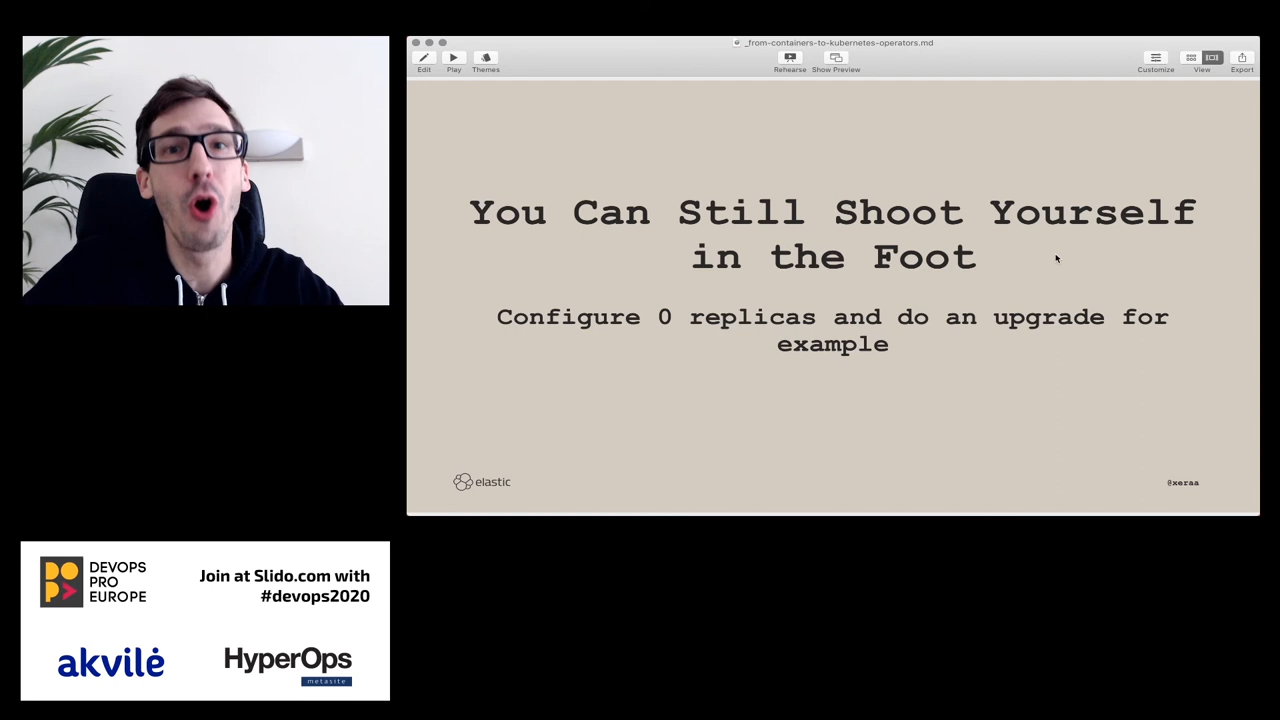 _from-containers-to-kubernetes-operators.md
Edit
Play
Themes
Rehearse
Show Preview
Customize
View
Export
You Can Still Shoot Yourself
in the Foot
Configure 0 replicas and do an upgrade for
example
elastic
@xeraa
DEVOPS
PRO
EUROPE
Join at Slido.com with
#devops2020
akvilė
HyperOps
metasite